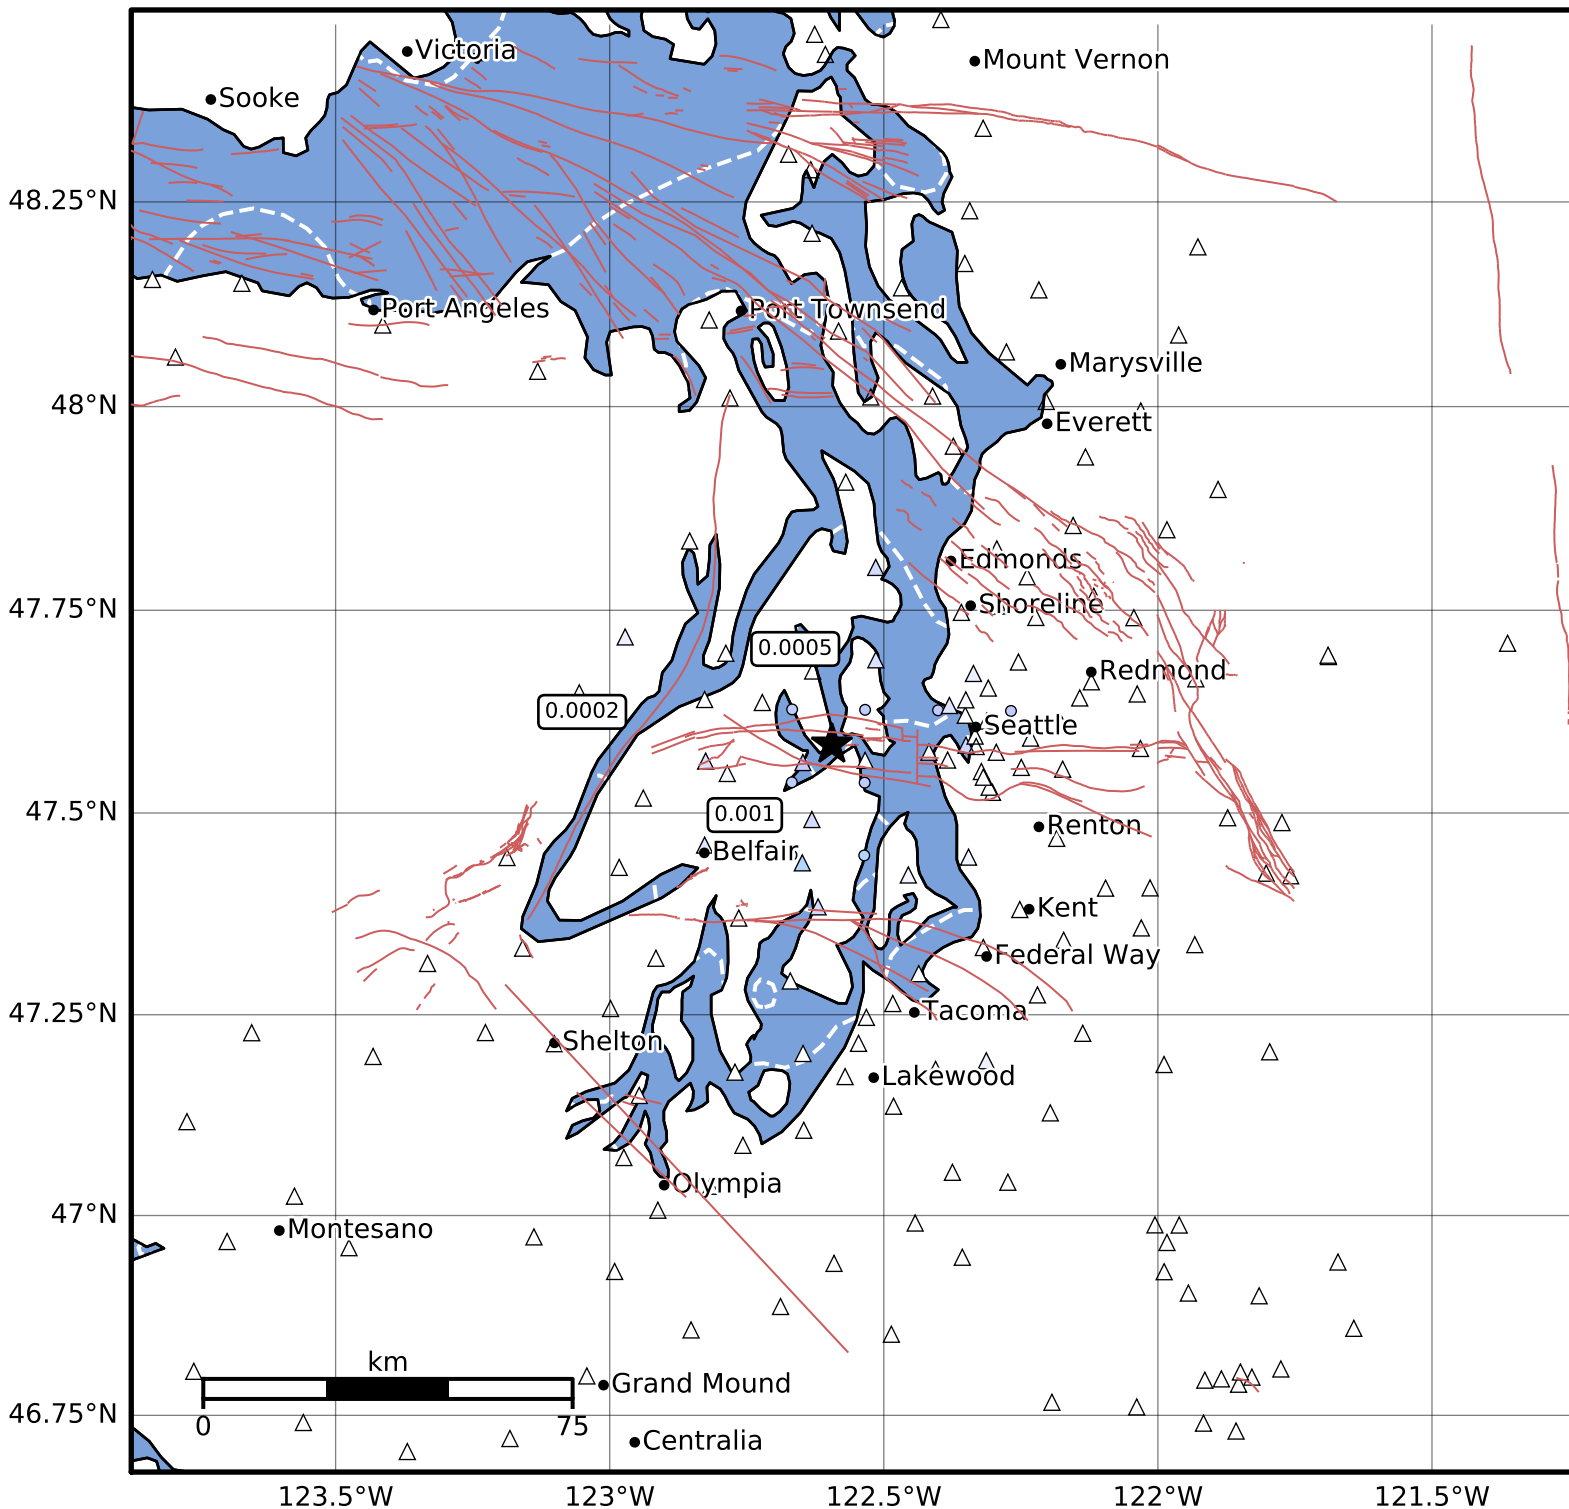 Victoria
Mount Vernon
Sooke
48.25°N
Port Angeles
Port Townsend
Marysville
48°N
Everett
Edmonds
47.75°N
Shoreline
0.0005
Redmond
0.0002
Seattle
47.5°N
0.001
Renton
Belfair
Kent
Federal Way
47.25°N
Tacoma
Shelton
Lakewood
Olympia
47°N
Montesano
km
Grand Mound
46.75°N
0
75
Centralia
123.5°W
123°W
122.5°W
122°W
121.5°W